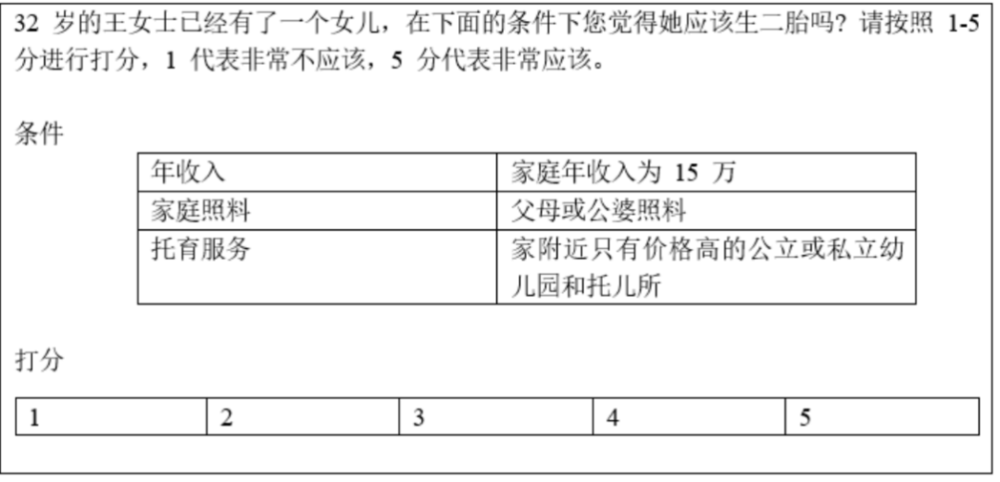 32 岁的王女士已经有了一个女儿，在下面的条件下您觉得她应该生二胎吗? 请按照 1-5
分进行打分，1 代表非常不应该，5 分代表非常应该。
条件
年收入 家庭年收入为 15 万
家庭照料 父母或公婆照料
托育服务 家附近只有价格高的公立或私立幼
儿园和托儿所
打分
1 2 3 4 5